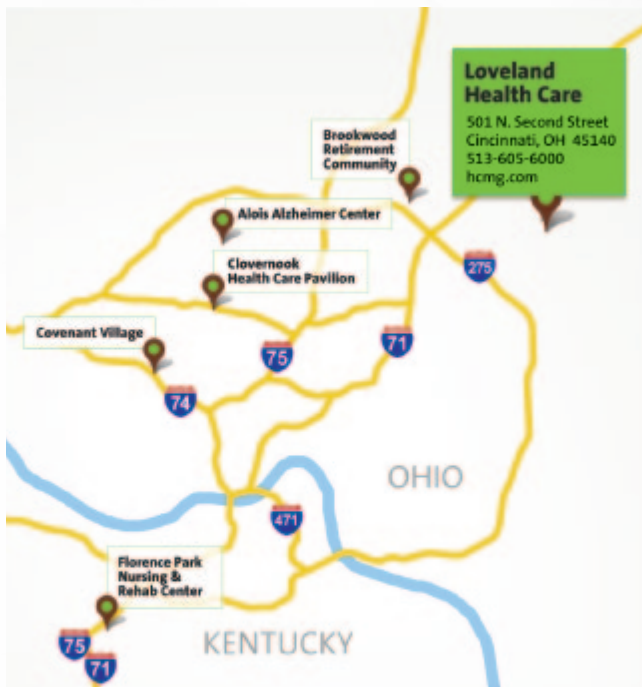 Loveland
Health Care
501 N. Second Street
Cincinnati, OH 45140
513-605-6000
hcmg.com
Brookwood
Retirement
Community
Alois Alzheimer Center
Clovernook
Health Care Pavilion
275
Covenant Village
75
71
74
OHIO
471
Florence Park
Nursing &
Rehab Center
KENTUCKY
75
71